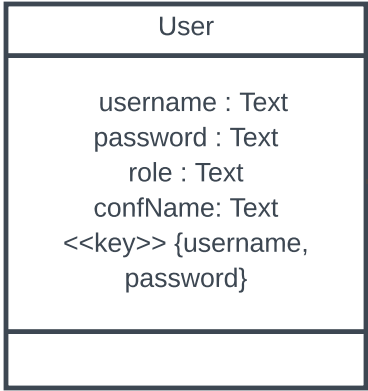 User
username : Text
password : Text
role : Text
confName: Text
<<key>> {username,
password}